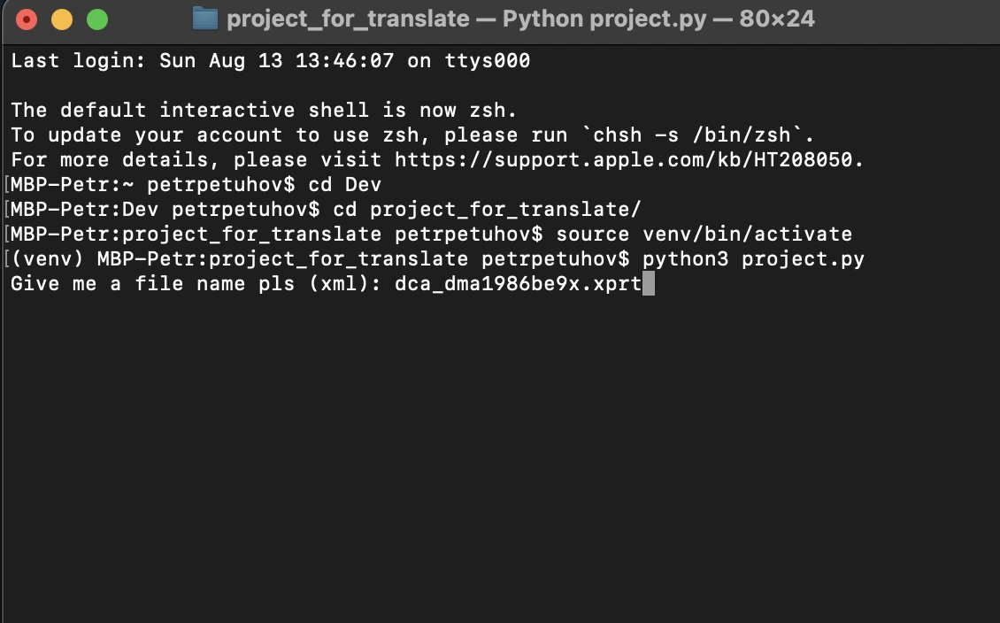 project_for_translate — Python project.py — 80×24
Last login: Sun Aug 13 13:46:07 on ttys000
The default interactive shell is now zsh.
To update your account to use zsh, please run `chsh -s /bin/zsh`.
For more details, please visit https://support.apple.com/kb/HT208050.
[MBP-Petr:~ petrpetuhov$ cd Dev
[MBP-Petr:Dev petrpetuhov$ cd project_for_translate/
[MBP-Petr:project_for_translate petrpetuhov$ source venv/bin/activate
[(venv) MBP-Petr:project_for_translate petrpetuhov$ python3 project.py
Give me a file name pls (xml): dca_dma1986be9x.xprt